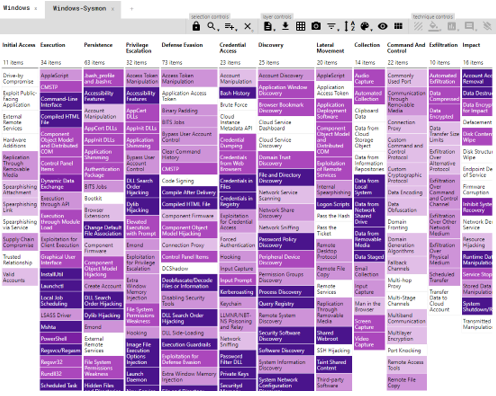 Windows ×
Windows-Sysmon ×
+
selection controls
layer controls
technique controls
Initial Access
11 items
Drive-by
Compromise
Exploit Public-
Facing
Application
External
Remote
Services
Hardware
Additions
Replication
Through
Removable
Media
Spearphishing
Attachment
Spearphishing
Link
Spearphishing
via Service
Supply Chain
Compromise
Trusted
Relationship
Valid
Accounts
Execution
34 items
AppleScript
CMSTP
Command-Line
Interface
Compiled HTML
File
Component
Object Model
and Distributed
COM
Control Panel
Items
Dynamic Data
Exchange
Execution
through API
Execution
through Module
Load
Exploitation for
Client Execution
Graphical User
Interface
InstallUtil
Launchctl
Local Job
Scheduling
LSASS Driver
Mshta
PowerShell
Regsvcs/Regasm
Regsvr32
Rundll32
Scheduled Task
Persistence
63 items
.bash_profile
and .bashrc
Accessibility
Features
Account
Manipulation
AppCert DLLs
AppInit DLLs
Application
Shimming
Authentication
Package
BITS Jobs
Bootkit
Browser
Extensions
Change Default
File Association
Component
Firmware
Component
Object Model
Hijacking
Create Account
DLL Search
Order Hijacking
Dylib Hijacking
Emond
External
Remote
Services
File System
Permissions
Weakness
Hidden Files
Privilege
Escalation
32 items
Access Token
Manipulation
Accessibility
Features
AppCert
DLLs
AppInit DLLs
Application
Shimming
Bypass User
Account
Control
DLL Search
Order
Hijacking
Dylib
Hijacking
Elevated
Execution
with Prompt
Emond
Exploitation
for Privilege
Escalation
Extra
Window
Memory
Injection
File System
Permissions
Weakness
Hooking
Image File
Execution
Options
Injection
Launch
Daemon
Defense Evasion
Access Token
Manipulation
Application Access
Token
Binary Padding
BITS Jobs
Bypass User Account
Control
Clear Command
History
CMSTP
Code Signing
Compile After Delivery
Compiled HTML File
Component Firmware
Component Object
Model Hijacking
Connection Proxy
Control Panel Items
DCShadow
Deobfuscate/Decode
Files or Information
Disabling Security
Tools
DLL Search Order
Hijacking
DLL Side-Loading
Execution Guardrails
Exploitation for
Defense Evasion
Extra Window Memory
Injection
Credential
Access
Account
Manipulation
Bash History
Brute Force
Cloud
Instance
Metadata API
Credential
Dumping
Credentials
from Web
Browsers
Credentials in
Files
Credentials in
Registry
Exploitation
for Credential
Access
Forced
Authentication
Hooking
Input Capture
Input Prompt
Kerberoasting
Keychain
LLMNR/NBT-
NS Poisoning
and Relay
Network
Sniffing
Password
Filter DLL
Private Keys
Securityd
Discovery
25 items
Account Discovery
Application Window
Discovery
Browser Bookmark
Discovery
Cloud Service
Dashboard
Cloud Service
Discovery
Domain Trust
Discovery
File and Directory
Discovery
Network Service
Scanning
Network Share
Discovery
Network Sniffing
Password Policy
Discovery
Peripheral Device
Discovery
Permission Groups
Discovery
Process Discovery
Query Registry
Remote System
Discovery
Security Software
Discovery
Software Discovery
System Information
Discovery
System Network
Configuration
Lateral
Movement
20 items
AppleScript
Application
Access Token
Application
Deployment
Software
Component
Object Model
and Distributed
COM
Exploitation
of Remote
Services
Internal
Spearphishing
Logon Scripts
Pass the Hash
Pass the
Ticket
Remote
Desktop
Protocol
Remote File
Copy
Remote
Services
Replication
Through
Removable
Media
Shared
Webroot
SSH Hijacking
Taint Shared
Content
Third-party
Software
Collection
14 items
Audio
Capture
Automated
Collection
Clipboard
Data
Data from
Cloud
Storage
Object
Data from
Information
Repositories
Data from
Local
System
Data from
Network
Shared
Drive
Data from
Removable
Media
Data Staged
Email
Collection
Input
Capture
Man in the
Browser
Screen
Capture
Video
Capture
Command And
Control
22 items
Commonly
Used Port
Communication
Through
Removable
Media
Connection
Proxy
Custom
Command and
Control Protocol
Custom
Cryptographic
Protocol
Data Encoding
Data
Obfuscation
Domain
Fronting
Domain
Generation
Algorithms
Fallback
Channels
Multi-hop
Proxy
Multi-Stage
Channels
Multiband
Communication
Multilayer
Encryption
Port Knocking
Remote Access
Tools
Remote File
Copy
Exfiltration
10 items
Automated
Exfiltration
Data
Compressed
Data
Encrypted
Data Transfer
Size Limits
Exfiltration
Over
Alternative
Protocol
Exfiltration
Over
Command and
Control
Channel
Exfiltration
Over Other
Network
Medium
Exfiltration
Over
Physical
Medium
Scheduled
Transfer
Transfer
Data to
Cloud
Account
Impact
16 items
Account Access
Removal
Data
Data Encrypted
for Impact
Defacement
Disk Content
Wipe
Disk Structure
Wipe
Endpoint Denial
of Service
Firmware
Corruption
Inhibit System
Recovery
Network Denial
Service
Resource
Runtime Data
Manipulation
Service Stop
Stored Data
Manipulation
System
Shutdown/
Transmitted